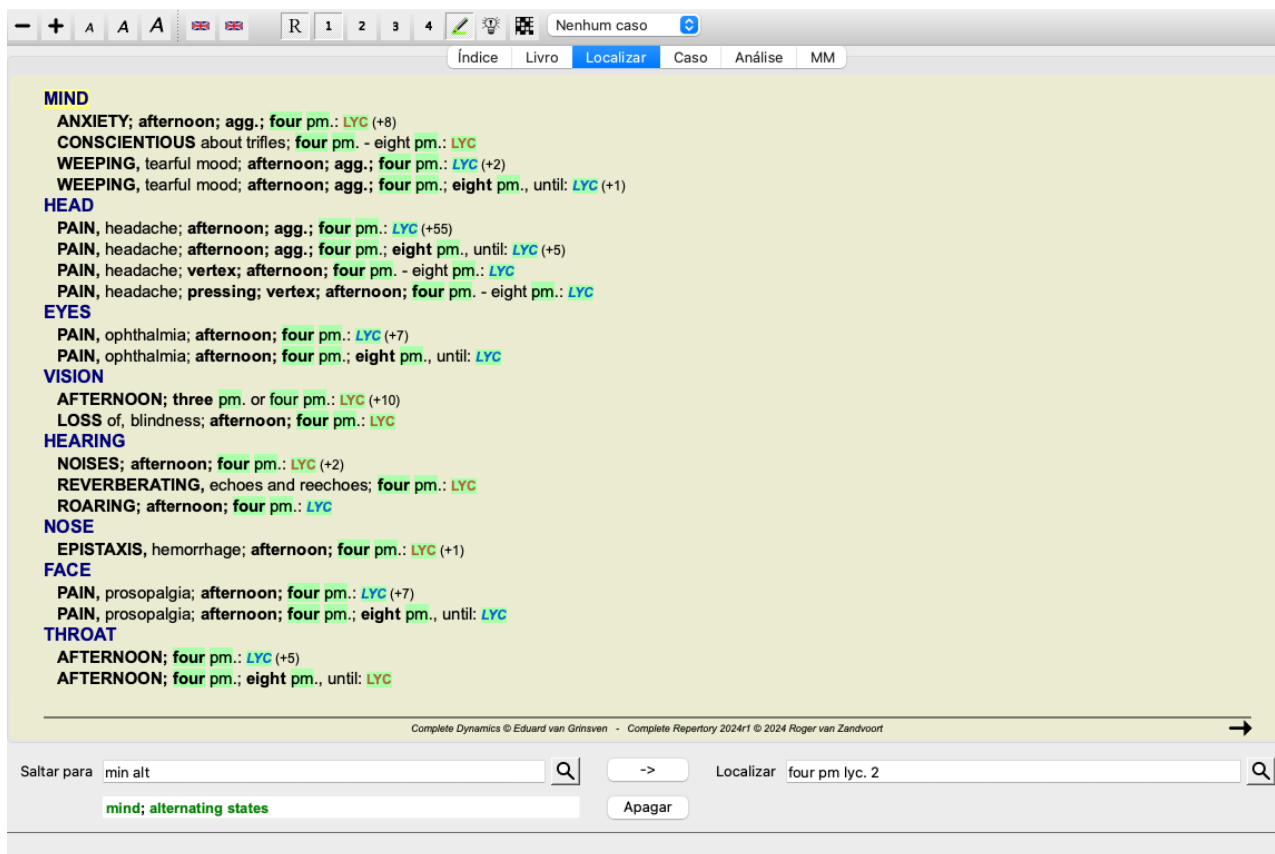 − + A A A R 1 2 3 4 Nenhum caso
Índice Livro Localizar Caso Análise MM
MIND
ANXIETY; afternoon; agg.; four pm.: LYC (+8)
CONSCIENTIOUS about trifles; four pm. - eight pm.: LYC
WEEPING, tearful mood; afternoon; agg.; four pm.: LYC (+2)
WEEPING, tearful mood; afternoon; agg.; four pm.; eight pm., until: LYC (+1)
HEAD
PAIN, headache; afternoon; agg.; four pm.: LYC (+55)
PAIN, headache; afternoon; agg.; four pm.; eight pm., until: LYC (+5)
PAIN, headache; vertex; afternoon; four pm. - eight pm.: LYC
PAIN, headache; pressing; vertex; afternoon; four pm. - eight pm.: LYC
EYES
PAIN, ophthalmia; afternoon; four pm.: LYC (+7)
PAIN, ophthalmia; afternoon; four pm.; eight pm., until: LYC
VISION
AFTERNOON; three pm. or four pm.: LYC (+10)
LOSS of, blindness; afternoon; four pm.: LYC
HEARING
NOISES; afternoon; four pm.: LYC (+2)
REVERBERATING, echoes and reechoes; four pm.: LYC
ROARING; afternoon; four pm.: LYC
NOSE
EPISTAXIS, hemorrhage; afternoon; four pm.: LYC (+1)
FACE
PAIN, prosopalgia; afternoon; four pm.: LYC (+7)
PAIN, prosopalgia; afternoon; four pm.; eight pm., until: LYC
THROAT
AFTERNOON; four pm.: LYC (+5)
AFTERNOON; four pm.; eight pm., until: LYC
Complete Dynamics © Eduard van Grinsven - Complete Repertory 2024r1 © 2024 Roger van Zandvoort
Saltar para min alt -> Localizar four pm lyc. 2
mind; alternating states Apagar